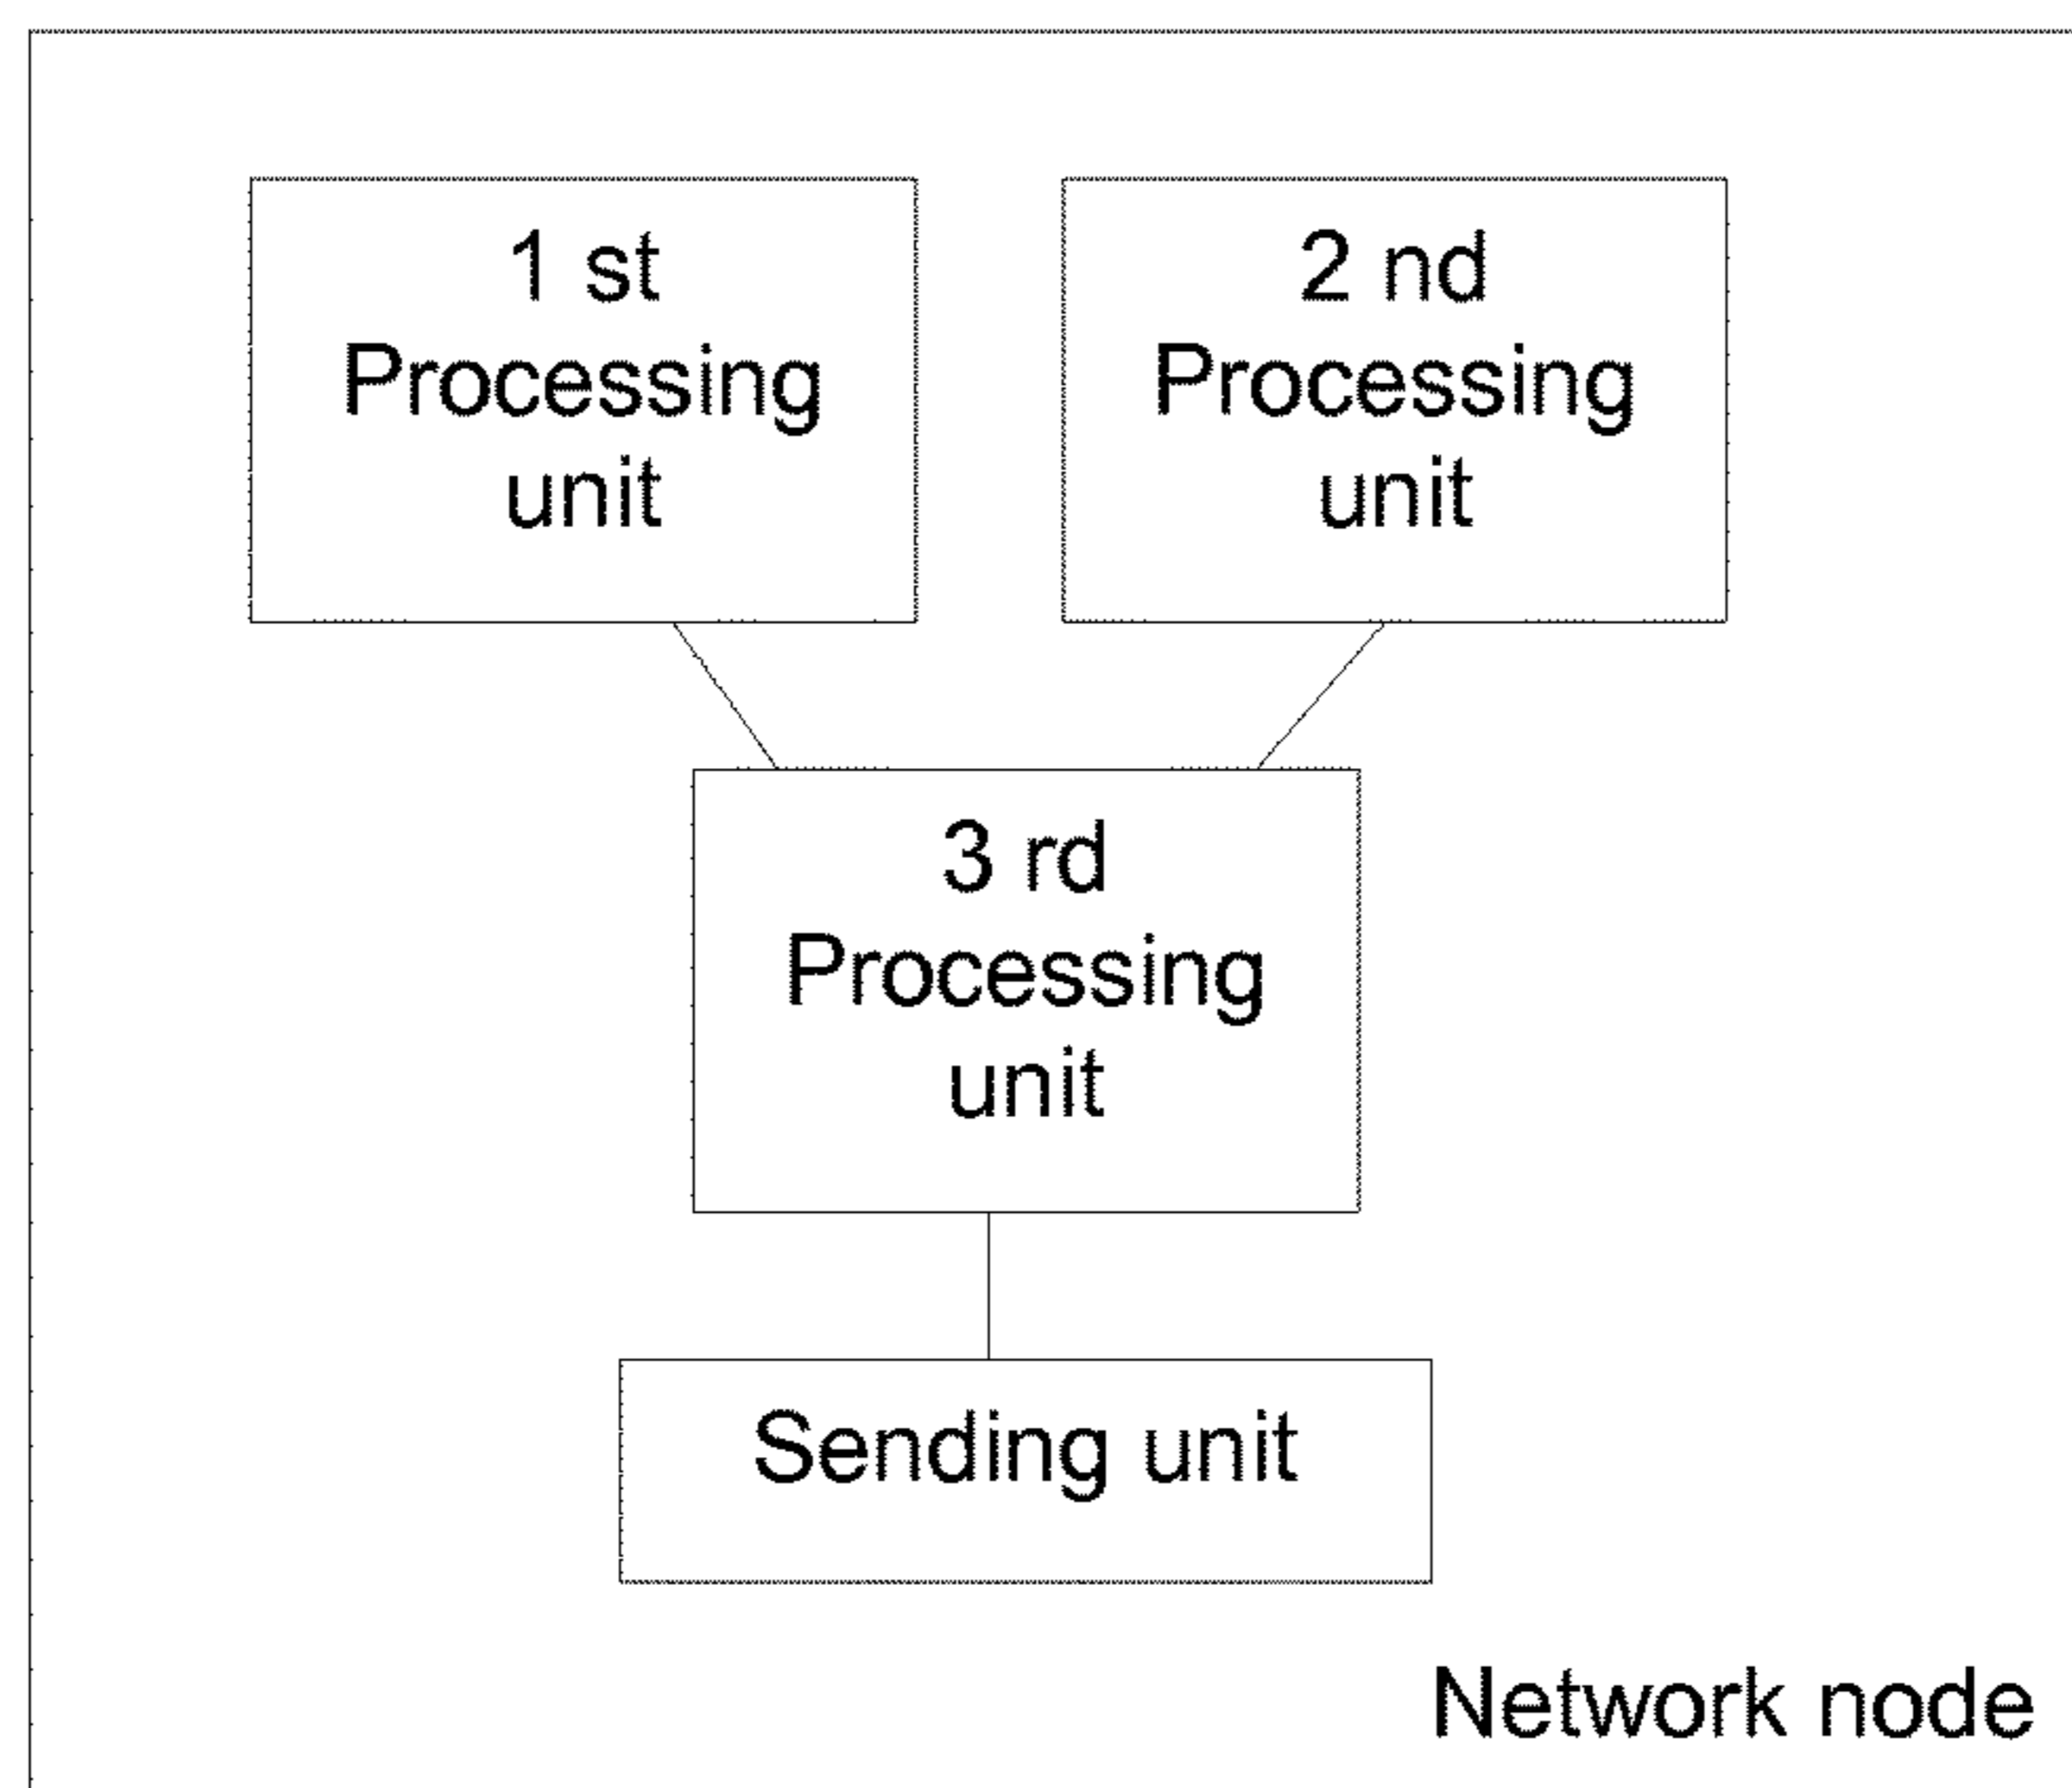 1 st
Processing
unit
2 nd
Processing
unit
3 rd
Processing
unit
Sending unit
Network node